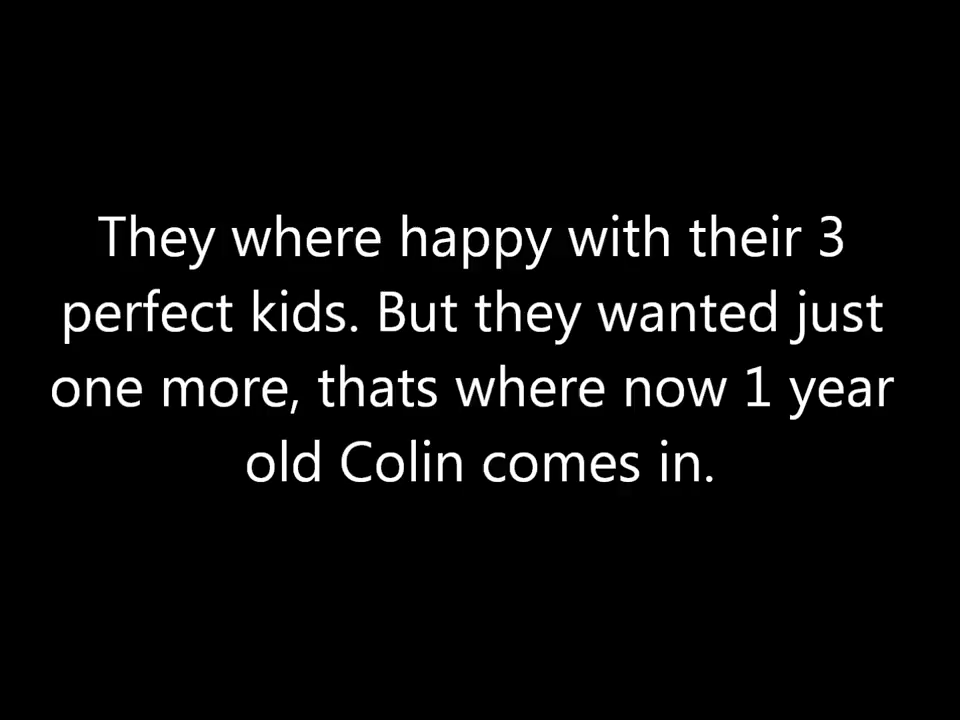 They where happy with their 3
perfect kids. But they wanted just
one more, thats where now 1 year
old Colin comes in.